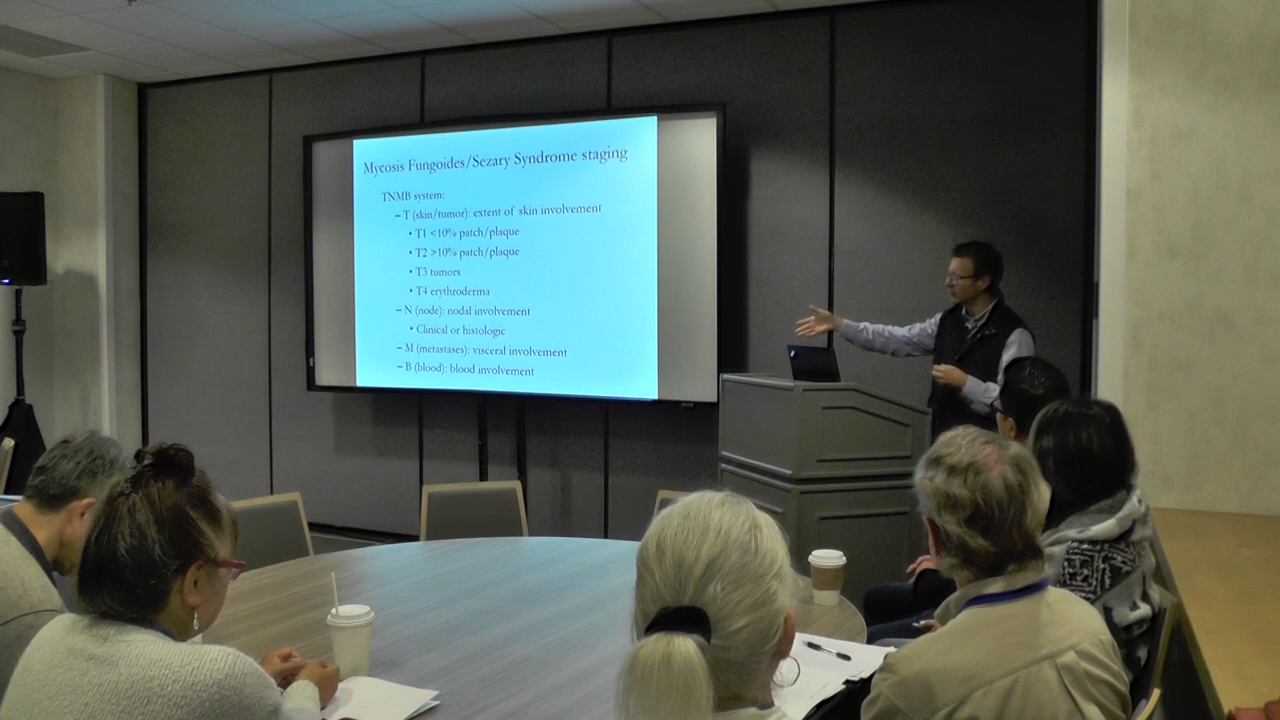 Mycosis Fungoides/Sezary Syndrome staging
TNMB system:
– T (skin/tumor): extent of skin involvement
• T1 <10% patch/plaque
• T2 >10% patch/plaque
• T3 tumors
• T4 erythroderma
– N (node): nodal involvement
• Clinical or histologic
– M (metastases): visceral involvement
– B (blood): blood involvement